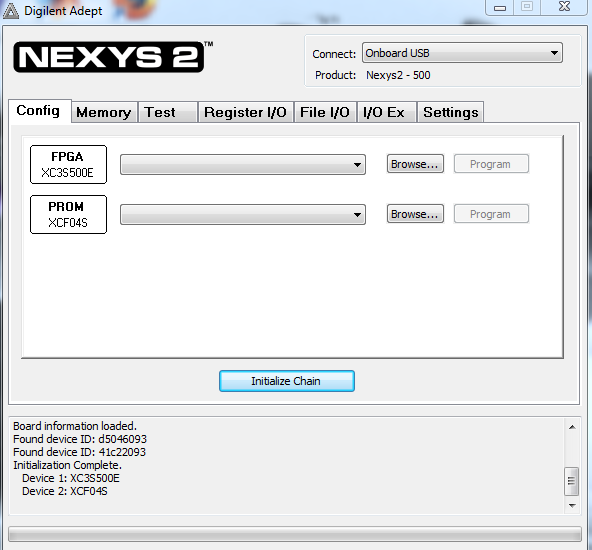 Digilent Adept
NEXYS 2™
Connect: Onboard USB
Product: Nexys2 - 500
Config Memory Test Register I/O File I/O I/O Ex Settings
FPGA
XC3S500E
Browse... Program
PROM
XCF04S
Browse... Program
Initialize Chain
Board information loaded.
Found device ID: d5046093
Found device ID: 41c22093
Initialization Complete.
Device 1: XC3S500E
Device 2: XCF04S